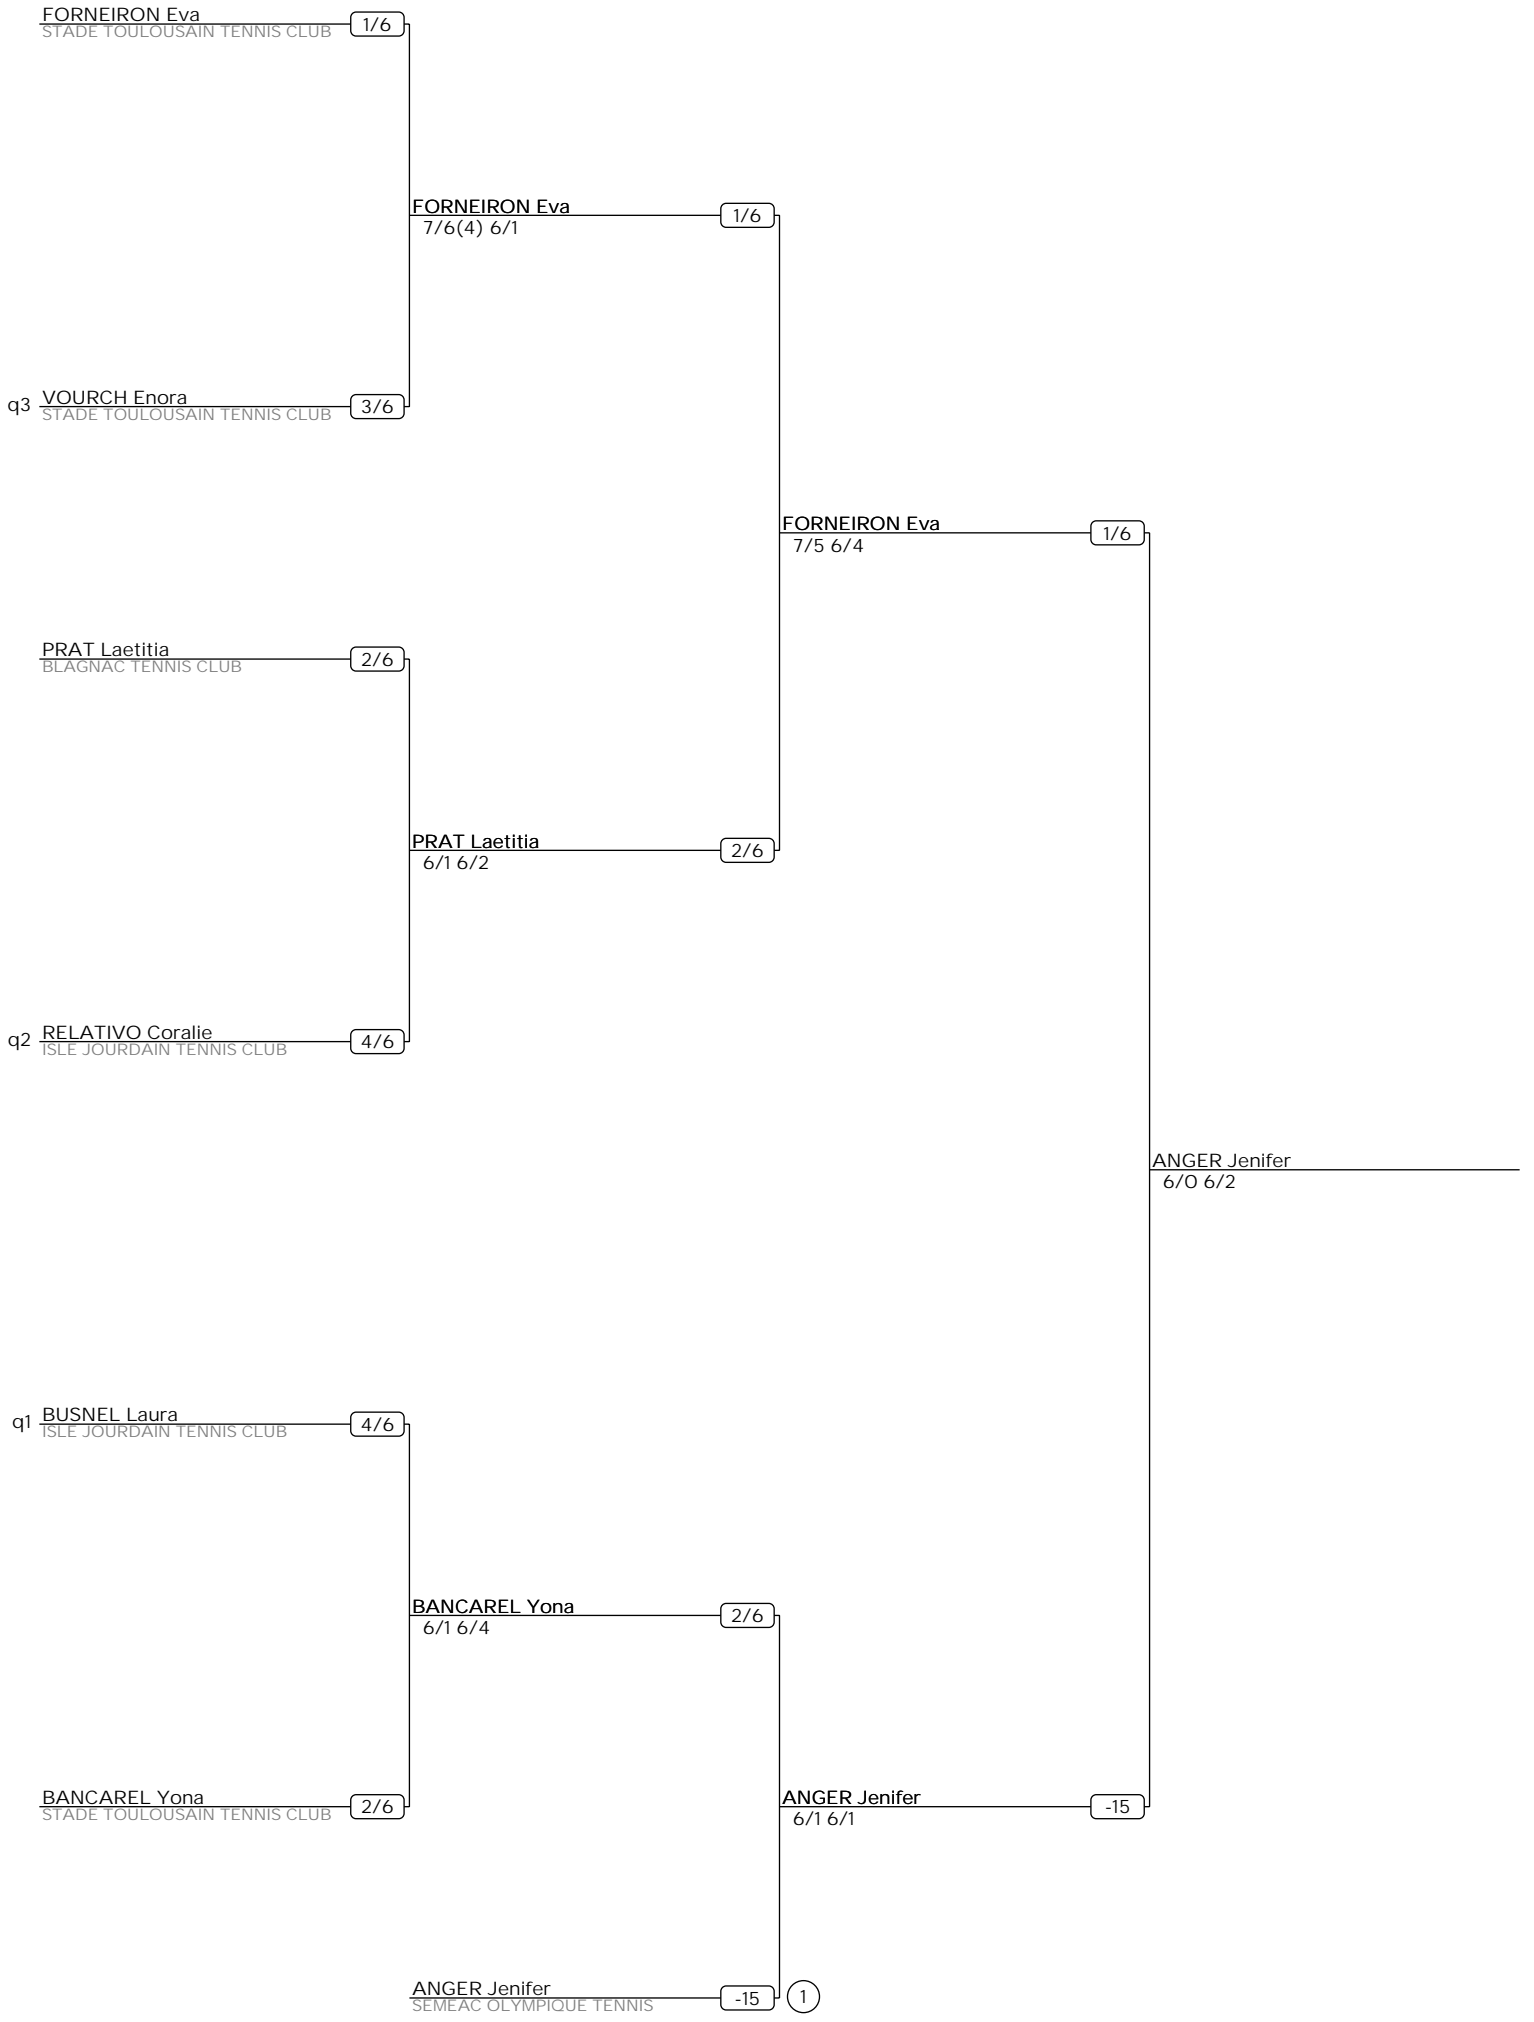 FORNEIRON Eva
STADE TOULOUSAIN TENNIS CLUB
1/6
FORNEIRON Eva
7/6(4) 6/1
1/6
q3
VOURCH Enora
STADE TOULOUSAIN TENNIS CLUB
3/6
FORNEIRON Eva
7/5 6/4
1/6
PRAT Laetitia
BLAGNAC TENNIS CLUB
2/6
PRAT Laetitia
6/1 6/2
2/6
q2
RELATIVO Coralie
ISLE JOURDAIN TENNIS CLUB
4/6
ANGER Jenifer
6/0 6/2
q1
BUSNEL Laura
ISLE JOURDAIN TENNIS CLUB
4/6
BANCAREL Yona
6/1 6/4
2/6
BANCAREL Yona
STADE TOULOUSAIN TENNIS CLUB
2/6
ANGER Jenifer
6/1 6/1
-15
ANGER Jenifer
SEMEAC OLYMPIQUE TENNIS
-15
1